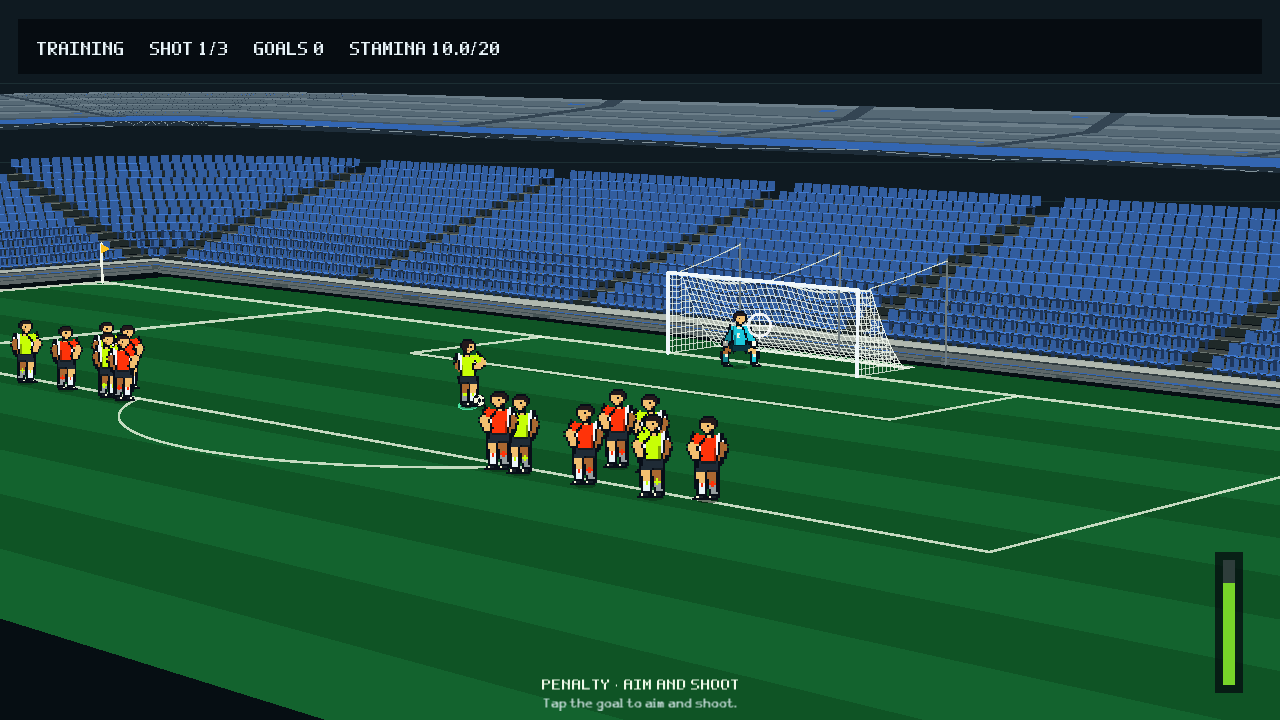 TRAINING SHOT 1/3 GOALS 0 STAMINA 10.0/20
PENALTY · AIM AND SHOOT
Tap the goal to aim and shoot.